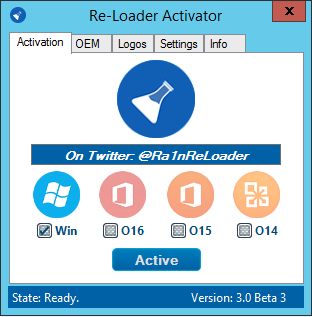 Re-Loader Activator
x
Activation OEM Logos Settings Info
On Twitter: @Ra1nReLoader
Win O16 O15 O14
Active
State: Ready. Version: 3.0 Beta 3